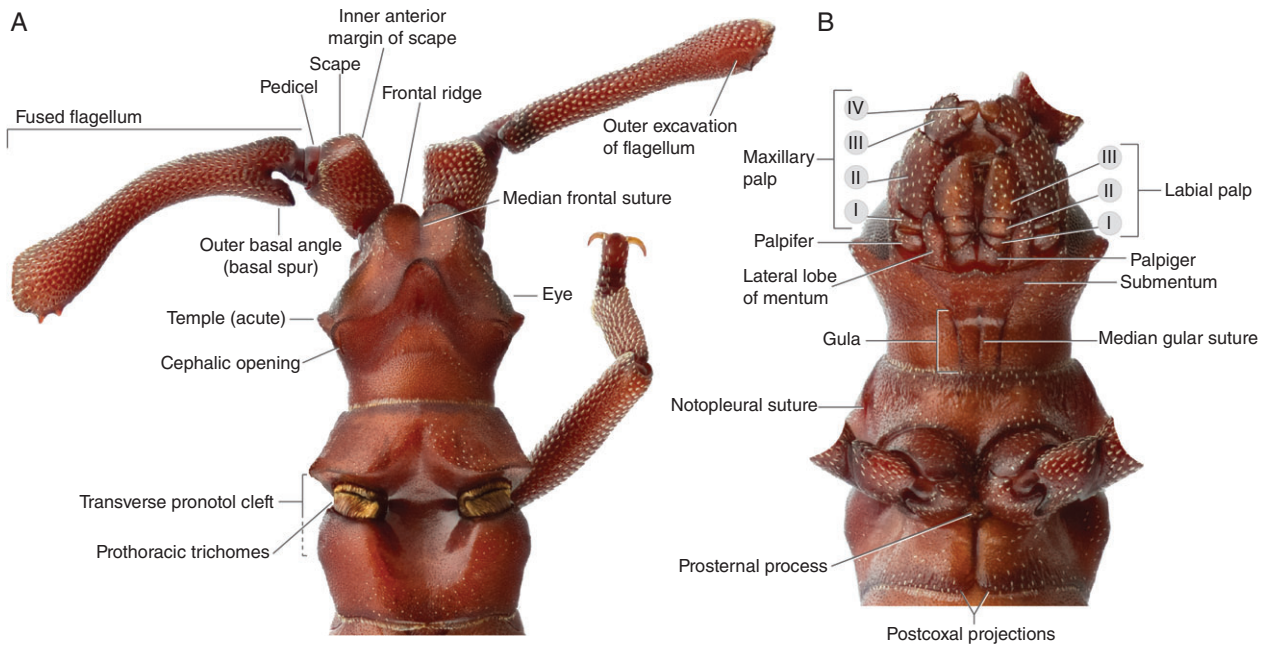 A
Inner anterior
margin of scape
Scape
Pedicel
Frontal ridge
Fused flagellum
Outer excavation
of flagellum
Median frontal suture
Outer basal angle
(basal spur)
Eye
Temple (acute)
Cephalic opening
Transverse pronotol cleft
Prothoracic trichomes
B
IV
III
Maxillary
palp
II
I
III
II
Labial palp
I
Palpifer
Lateral lobe
of mentum
Palpiger
Submentum
Gula
Median gular suture
Notopleural suture
Prosternal process
Postcoxal projections